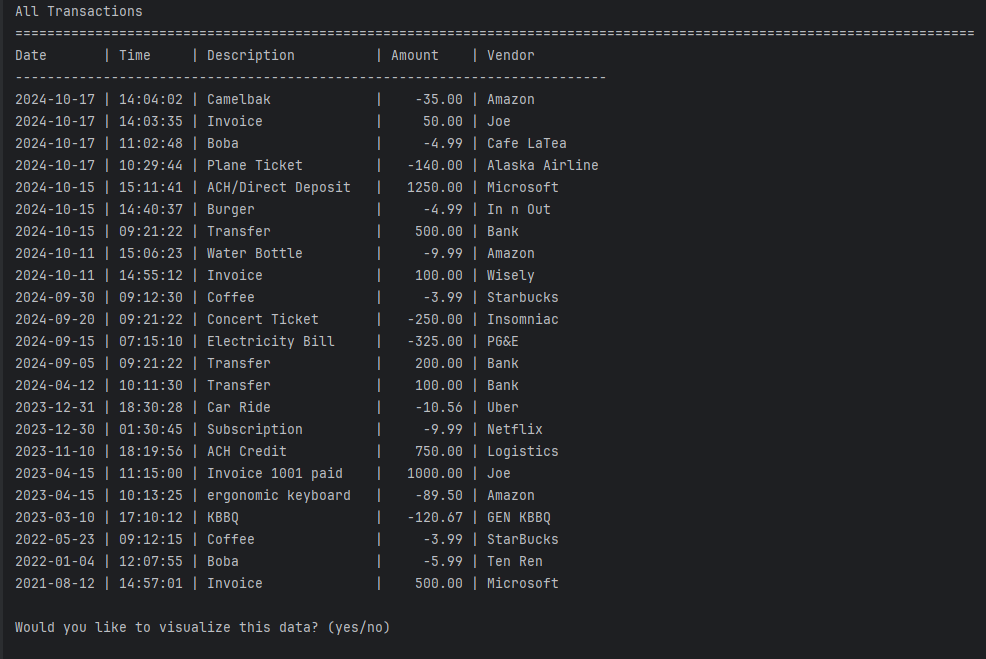 All Transactions
========================================================================================================================
Date       | Time     | Description          | Amount    | Vendor
--------------------------------------------------------------------------
2024-10-17 | 14:04:02 | Camelbak             |    -35.00 | Amazon
2024-10-17 | 14:03:35 | Invoice              |     50.00 | Joe
2024-10-17 | 11:02:48 | Boba                 |     -4.99 | Cafe LaTea
2024-10-17 | 10:29:44 | Plane Ticket         |   -140.00 | Alaska Airline
2024-10-15 | 15:11:41 | ACH/Direct Deposit   |   1250.00 | Microsoft
2024-10-15 | 14:40:37 | Burger               |     -4.99 | In n Out
2024-10-15 | 09:21:22 | Transfer             |    500.00 | Bank
2024-10-11 | 15:06:23 | Water Bottle         |     -9.99 | Amazon
2024-10-11 | 14:55:12 | Invoice              |    100.00 | Wisely
2024-09-30 | 09:12:30 | Coffee               |     -3.99 | Starbucks
2024-09-20 | 09:21:22 | Concert Ticket       |   -250.00 | Insomniac
2024-09-15 | 07:15:10 | Electricity Bill     |   -325.00 | PG&E
2024-09-05 | 09:21:22 | Transfer             |    200.00 | Bank
2024-04-12 | 10:11:30 | Transfer             |    100.00 | Bank
2023-12-31 | 18:30:28 | Car Ride             |    -10.56 | Uber
2023-12-30 | 01:30:45 | Subscription         |     -9.99 | Netflix
2023-11-10 | 18:19:56 | ACH Credit           |    750.00 | Logistics
2023-04-15 | 11:15:00 | Invoice 1001 paid    |   1000.00 | Joe
2023-04-15 | 10:13:25 | ergonomic keyboard   |    -89.50 | Amazon
2023-03-10 | 17:10:12 | KBBQ                 |   -120.67 | GEN KBBQ
2022-05-23 | 09:12:15 | Coffee               |     -3.99 | StarBucks
2022-01-04 | 12:07:55 | Boba                 |     -5.99 | Ten Ren
2021-08-12 | 14:57:01 | Invoice              |    500.00 | Microsoft
Would you like to visualize this data? (yes/no)